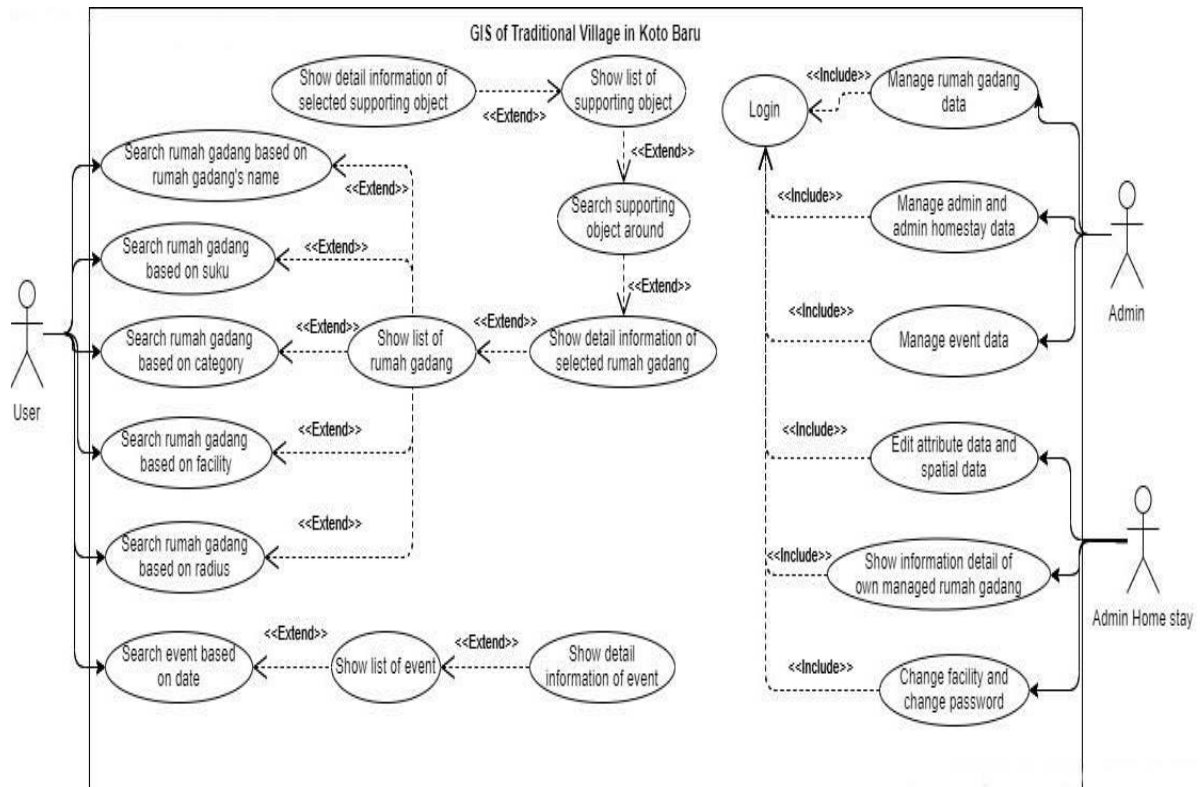 GIS of Traditional Village in Koto Baru
Show detail information of
selected supporting object
<<Extend>>
Show list of
supporting object
<<Extend>>
Search supporting
object around
<<Extend>>
Show detail information of
selected rumah gadang
<<Extend>>
Show list of
rumah gadang
Search rumah gadang based on
rumah gadang's name
<<Extend>>
Search rumah gadang
based on suku
<<Extend>>
Search rumah gadang
based on category
<<Extend>>
Search rumah gadang
based on facility
<<Extend>>
Search rumah gadang
based on radius
<<Extend>>
Search event based
on date
<<Extend>>
Show list of event
<<Extend>>
Show detail
information of event
User
Login
<<Include>>
Manage rumah gadang
data
<<Include>>
Manage admin and
admin homestay data
<<Include>>
Manage event data
Admin
<<Include>>
Edit attribute data and
spatial data
<<Include>>
Show information detail of
own managed rumah gadang
<<Include>>
Change facility and
change password
Admin Home stay